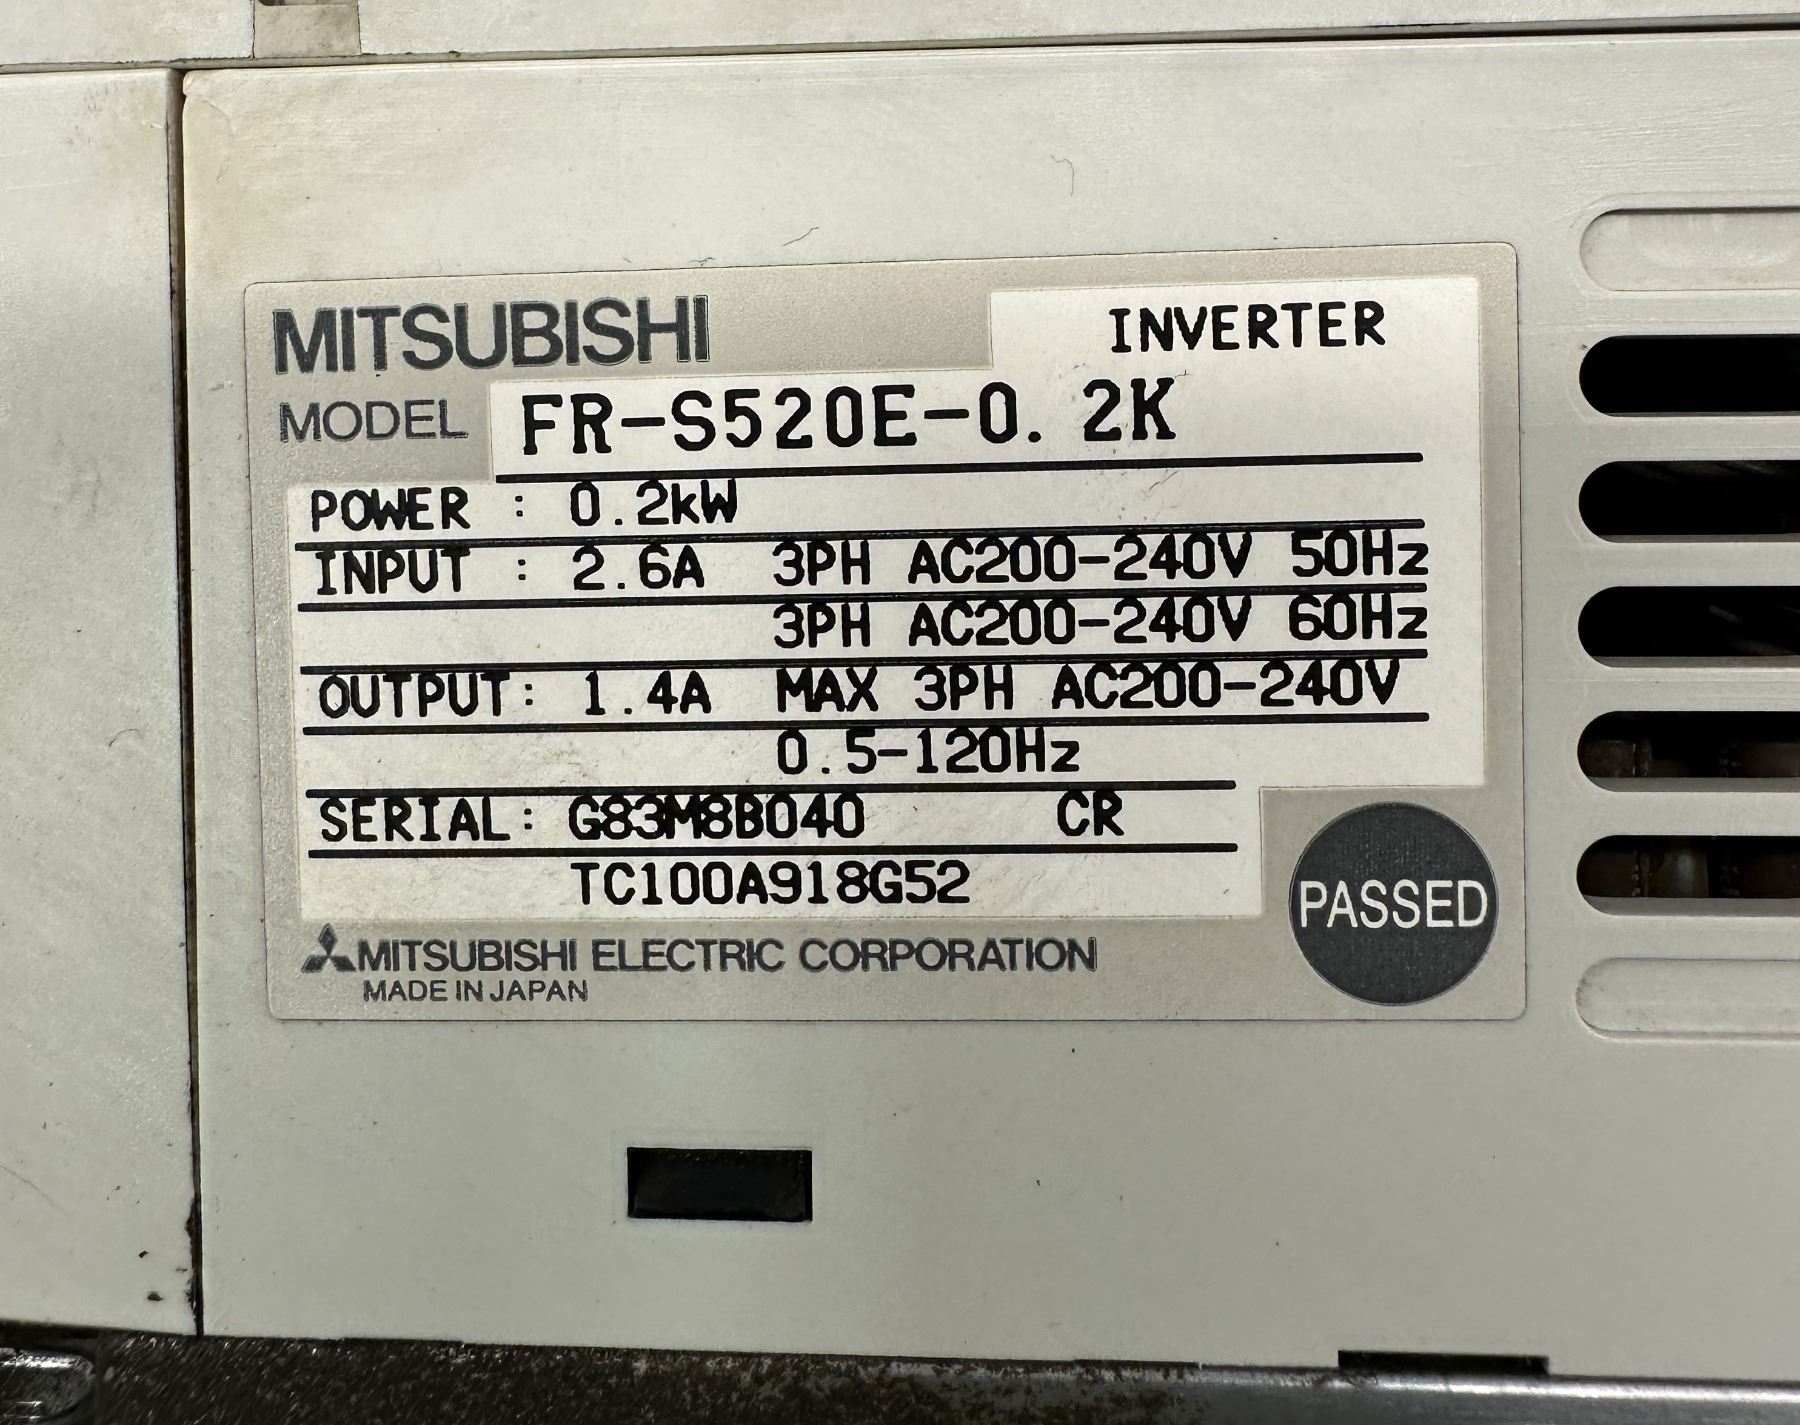 MITSUBISHI INVERTER
MODEL FR-S520E-0.2K
POWER : 0.2kW
INPUT : 2.6A 3PH AC200-240V 50Hz
3PH AC200-240V 60Hz
OUTPUT: 1.4A MAX 3PH AC200-240V
0.5-120Hz
SERIAL: G83M8B040 CR
TC100A918G52
PASSED
MITSUBISHI ELECTRIC CORPORATION
MADE IN JAPAN